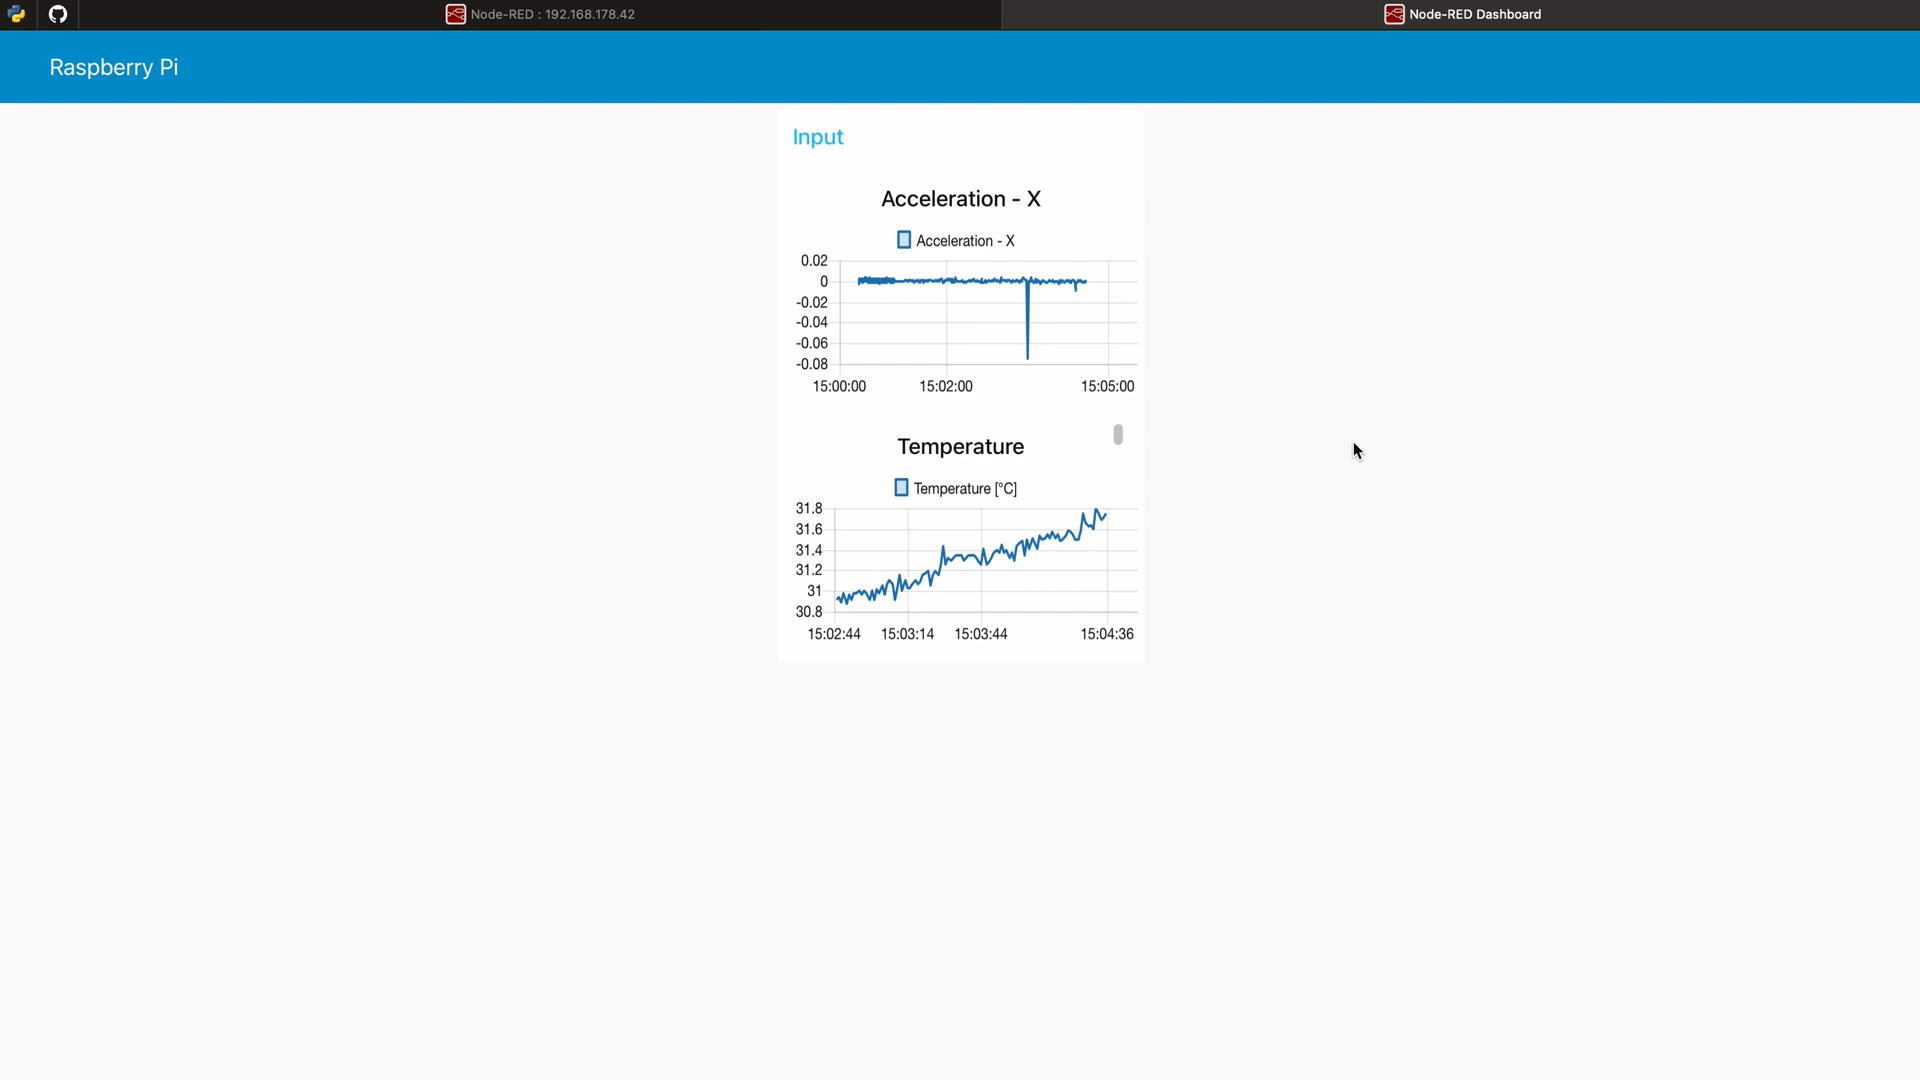 Node-RED : 192.168.178.42
Node-RED Dashboard
Raspberry Pi
Input
Acceleration - X
Acceleration - X
0.02
0
-0.02
-0.04
-0.06
-0.08
15:00:00 15:02:00 15:05:00
Temperature
Temperature [°C]
31.8
31.6
31.4
31.2
31
30.8
15:02:44 15:03:14 15:03:44 15:04:36